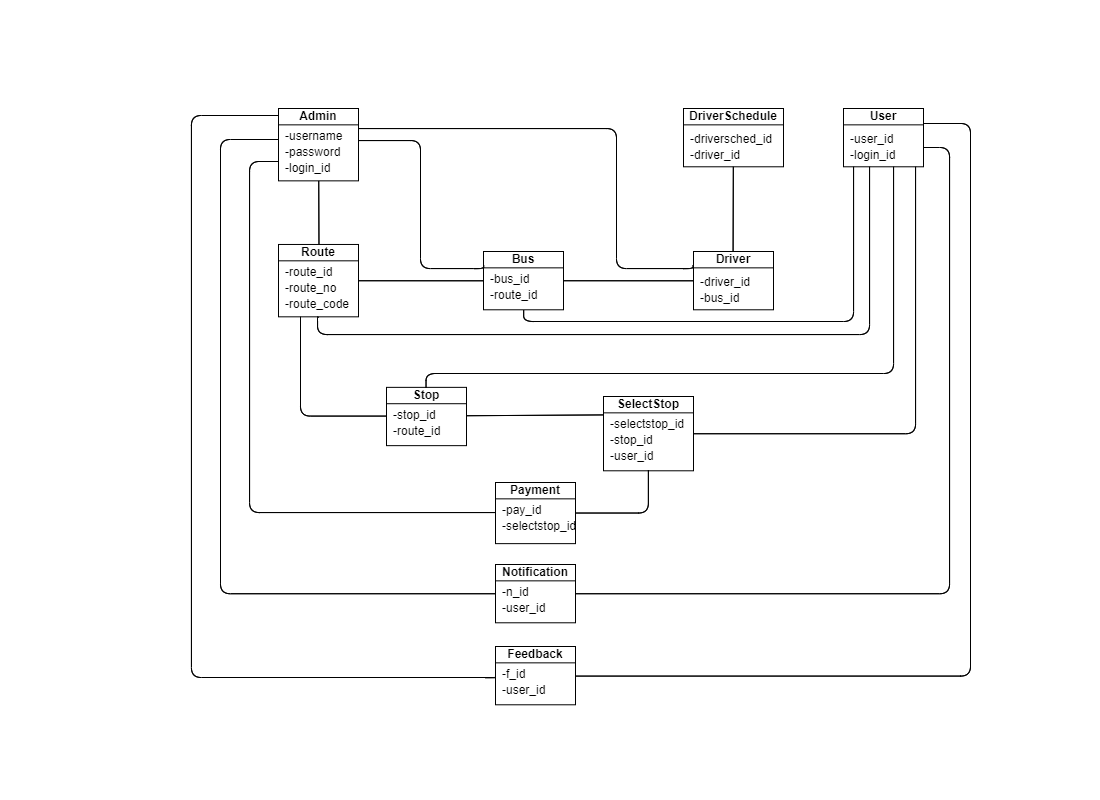 Admin
-username
-password
-login_id
DriverSchedule
-driversched_id
-driver_id
User
-user_id
-login_id
Route
-route_id
-route_no
-route_code
Bus
-bus_id
-route_id
Driver
-driver_id
-bus_id
Stop
-stop_id
-route_id
SelectStop
-selectstop_id
-stop_id
-user_id
Payment
-pay_id
-selectstop_id
Notification
-n_id
-user_id
Feedback
-f_id
-user_id